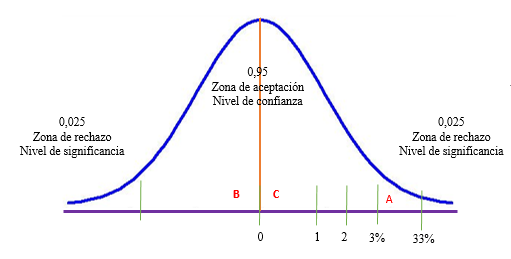 0,95
Zona de aceptación
Nivel de confianza
0,025
Zona de rechazo
Nivel de significancia
0,025
Zona de rechazo
Nivel de significancia
B C A
0 1 2 3% 33%